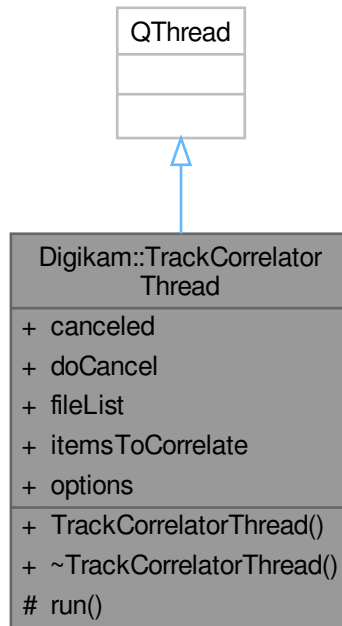 QThread
Digikam::TrackCorrelator
Thread
+ canceled
+ doCancel
+ fileList
+ itemsToCorrelate
+ options
+ TrackCorrelatorThread()
+ ~TrackCorrelatorThread()
# run()